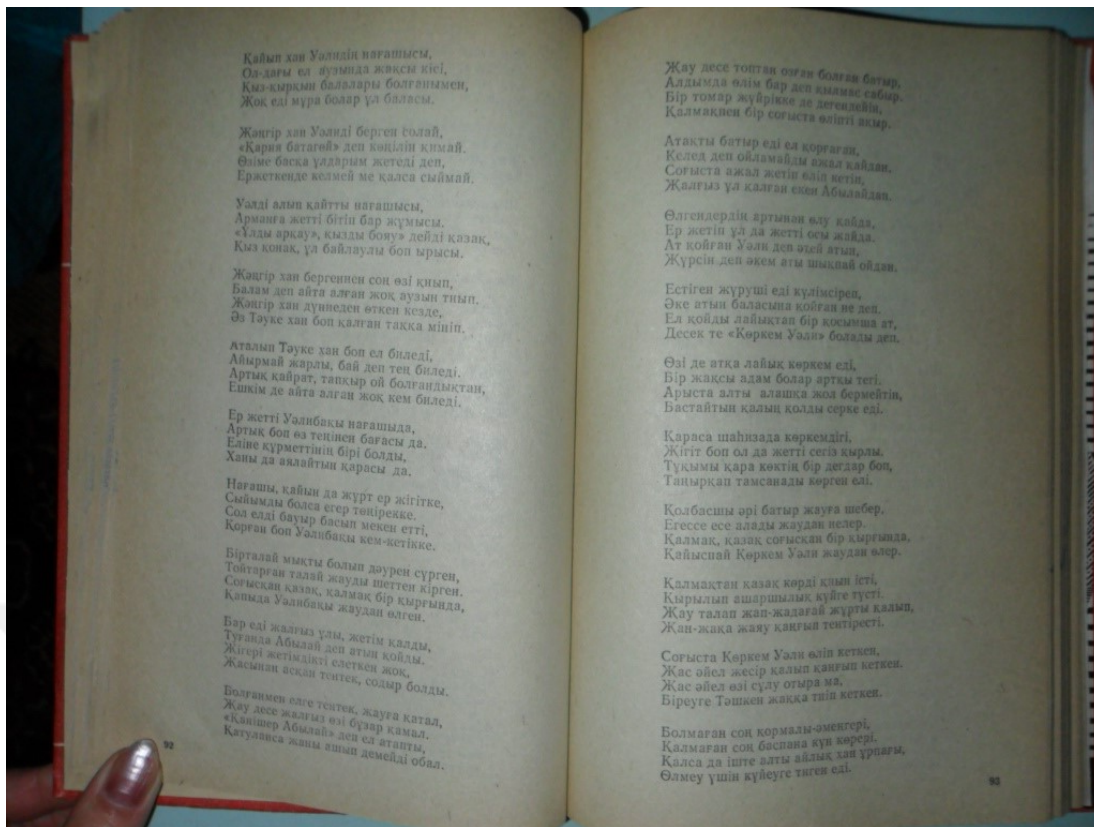 Қайып хан Уәлидің нағашысы,
Ол-дағы ел аузында жақсы кісі,
Қыз-қырқын балалары болғанымен,
Жоқ еді мұра болар ұл баласы.
Жәңгір хан Уәлиді берген солай,
«Қария батагөй» деп көңілін қимай.
Өзіме басқа ұлдарым жетеді деп,
Ержеткенде келмей ме қалса сыймай.
Уәлді алып қайтты нағашысы,
Арманға жетті бітіп бар жұмысы.
«Ұлды арқау», қызды бояу» дейді қазақ,
Қыз қонақ, ұл байлаулы боп ырысы.
Жәңгір хан бергеннен соң өзі қиып,
Балам деп айта алған жоқ аузын тиып.
Жәңгір хан дүниеден өткен кезде,
Әз Тәуке хан боп қалған таққа мініп.
Аталып Тәуке хан боп ел биледі,
Айырмай жарлы, бай деп тең биледі.
Артық қайрат, тапқыр ой болғандықтан,
Ешкім де айта алған жоқ кем биледі.
Ер жетті Уәлибақы нағашыда,
Артық боп өз теңінен бағасы да.
Еліне құрметтінің бірі болды,
Ханы да аялайтын қарасы да.
Нағашы, қайын да жұрт ер жігітке,
Сыйымды болса егер төңірекке.
Сол елді бауыр басып мекен етті,
Қорған боп Уәлибақы кем-кетікке.
Бірталай мықты болып дәурен сүрген,
Тойтарған талай жауды шеттен кірген.
Соғысқан қазақ, қалмақ бір қырғында,
Қапыда Уәлибақы жаудан өлген.
Бар еді жалғыз ұлы, жетім қалды,
Туғанда Абылай деп атын қойды.
Жігері жетімдікті елеткен жоқ,
Жасынан асқан тентек, содыр болды.
Болғанмен елге тентек, жауға қатал,
Жау десе жалғыз өзі бұзар қамал.
«Қанішер Абылай» деп ел атапты,
Қатуланса жаны ашып демейді обал.
92
Жау десе топтан озған болған батыр,
Алдымда өлім бар деп қылмас сабыр.
Бір томар жүйрікке де дегендейін,
Қалмақпен бір соғыста өліпті ақыр.
Атақты батыр еді ел қорғаған,
Келед деп ойламайды ажал қайдан.
Соғыста ажал жетіп өліп кетіп,
Жалғыз ұл қалған екен Абылайдан.
Өлгендердің артынан өлу қайда,
Ер жетіп ұл да жетті осы жайда.
Ат қойған Уәли деп әтей атын,
Жүрсін деп әкем аты шықпай ойдан.
Естіген жүруші еді күлімсіреп,
Әке атын баласына қойған не деп.
Ел қойды лайықтап бір қосымша ат,
Десек те «Көркем Уәли» болады деп.
Өзі де атқа лайық көркем еді,
Бір жақсы адам болар артқы тегі.
Арыста алты алашқа жол бермейтін,
Бастайтын қалың қолды серке еді.
Қараса шаһизада көркемдігі,
Жігіт боп ол да жетті сегіз қырлы.
Тұқымы қара көктің бір дегдар боп,
Таңырқап тамсанады көрген елі.
Қолбасшы әрі батыр жауға шебер,
Егессе есе алады жаудан нелер.
Қалмақ, қазақ соғысқан бір қырғында,
Қайыспай Көркем Уәли жаудан өлер.
Қалмақтан қазақ көрді қиын істі,
Қырылып ашаршылық күйге түсті.
Жау талап жап-жадағай жұрты қалып,
Жан-жақа жаяу қаңғып тентіресті.
Соғыста Көркем Уәли өліп кеткен,
Жас әйел жесір қалып қаңғып кеткен.
Жас әйел өзі сұлу отыра ма,
Біреуге Тәшкен жаққа тиіп кеткен.
Болмаған соң қормалы-әменгері,
Қалмаған соң баспана күн көрері.
Қалса да іште алты айлық хан ұрпағы,
Өлмеу үшін күйеуге тиген еді.
93